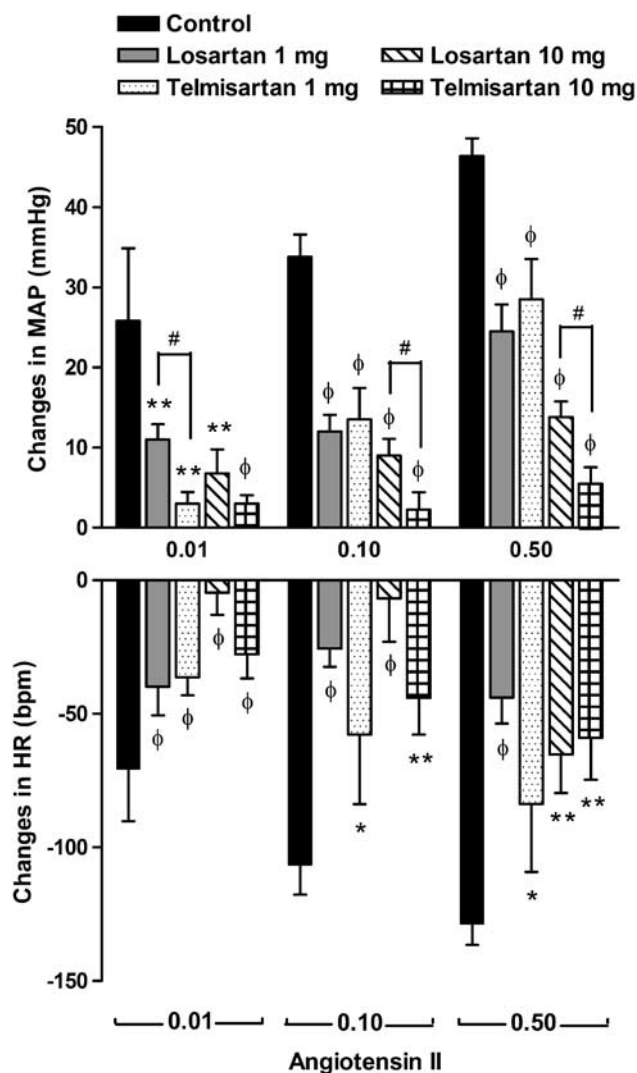 Control
Losartan 1 mg Losartan 10 mg
Telmisartan 1 mg Telmisartan 10 mg
Changes in MAP (mmHg)
50
40
30
20
10
0
# ** ** ** ϕ
ϕ ϕ # ϕ ϕ
ϕ ϕ # ϕ ϕ
0.01 0.10 0.50
Changes in HR (bpm)
0
-50
-100
-150
ϕ ϕ ϕ ϕ
ϕ * ϕ **
ϕ * ** **
0.01 0.10 0.50
Angiotensin II